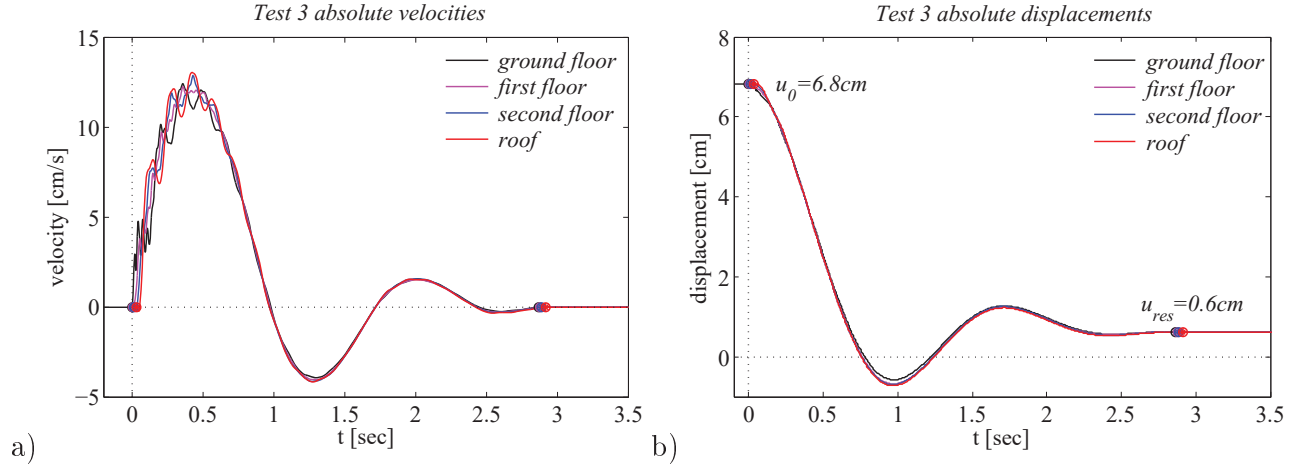 Test 3 absolute velocities
15
10
5
0
−5
velocity [cm/s]
ground floor
first floor
second floor
roof
0
0.5
1
1.5
2
2.5
3
3.5
t [sec]
a)
Test 3 absolute displacements
8
6
4
2
0
displacement [cm]
u0=6.8cm
ground floor
first floor
second floor
roof
ures=0.6cm
0
0.5
1
1.5
2
2.5
3
3.5
t [sec]
b)